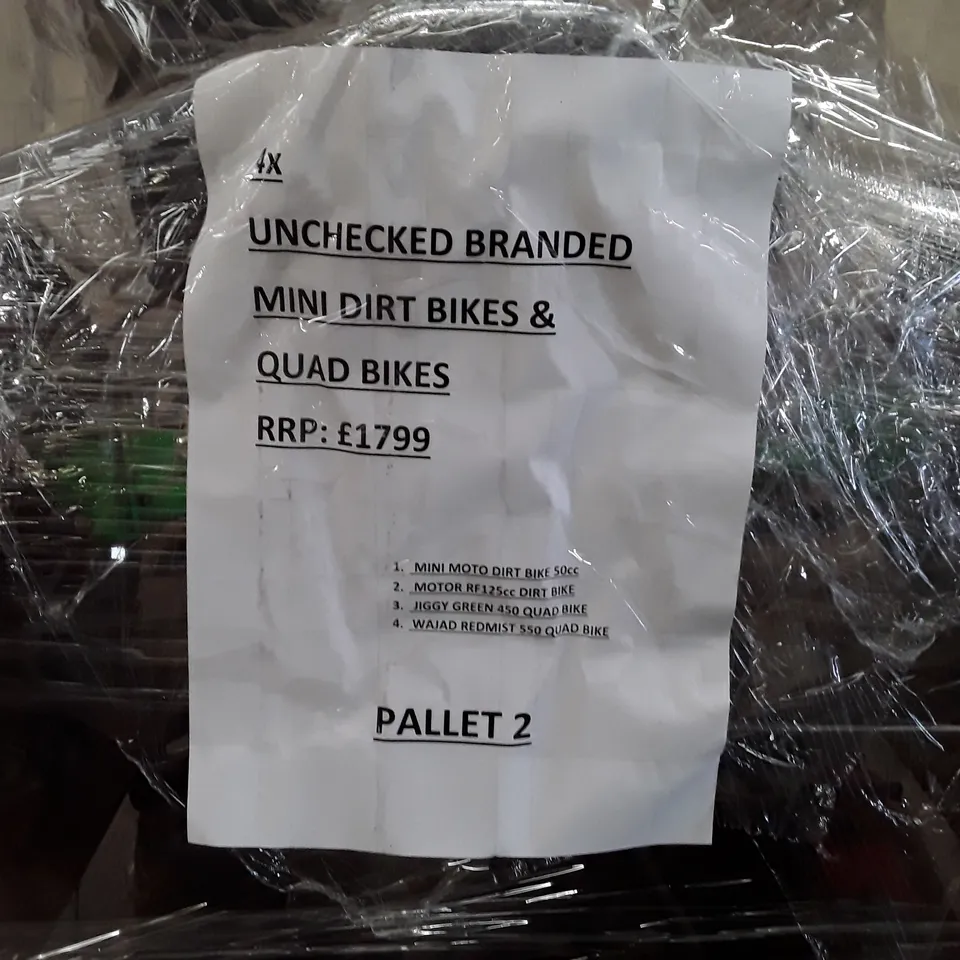 4X
UNCHECKED BRANDED
MINI DIRT BIKES &
QUAD BIKES
RRP: £1799
1. MINI MOTO DIRT BIKE 50cc
2. MOTOR RF125cc DIRT BIKE
3. JIGGY GREEN 450 QUAD BIKE
4. WAJAD REDMIST 550 QUAD BIKE
PALLET 2